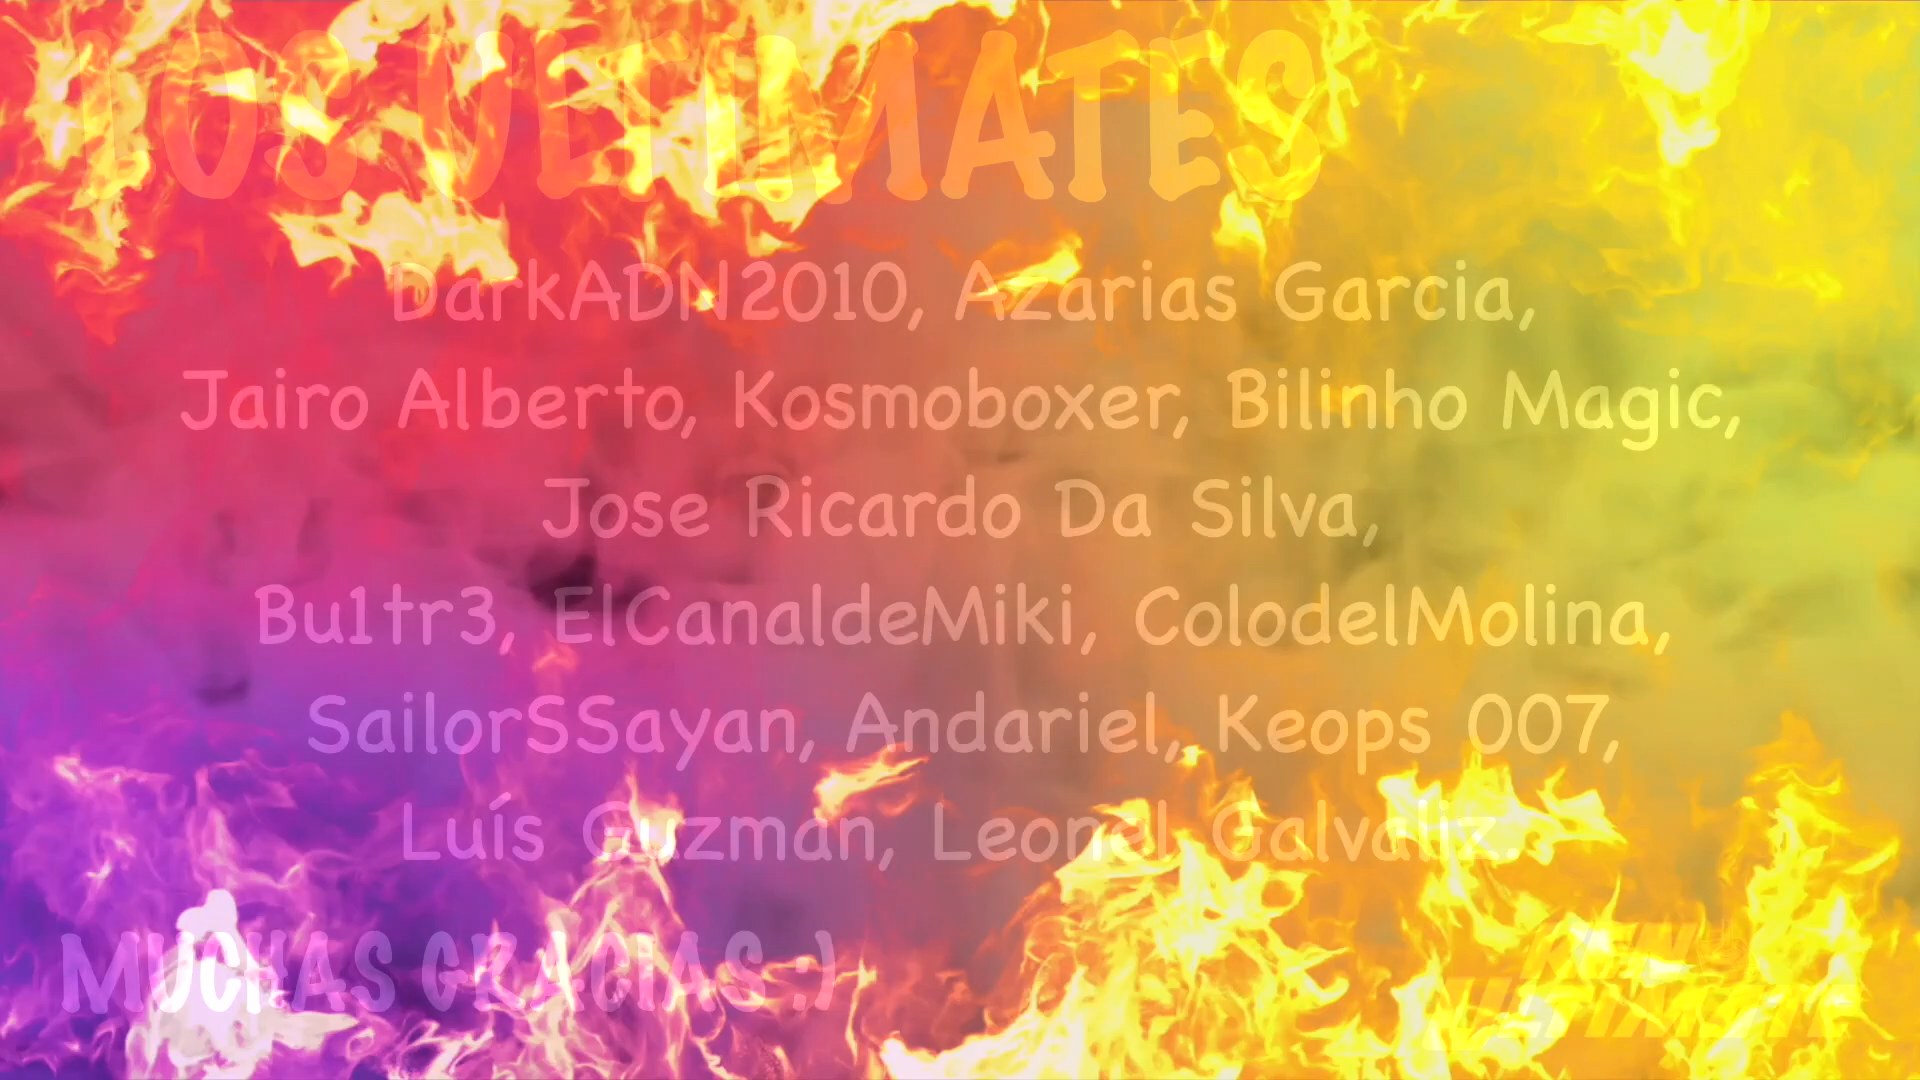 LOS ULTIMATES
DarkADN2010, Azarias Garcia,
Jairo Alberto, Kosmoboxer, Bilinho Magic,
Jose Ricardo Da Silva,
Bu1tr3, ElCanaldeMiki, ColodelMolina,
SailorSSayan, Andariel, Keops 007,
Luís Guzman, Leonel Galvaliz.
MUCHAS GRACIAS :)
ULTIMATE